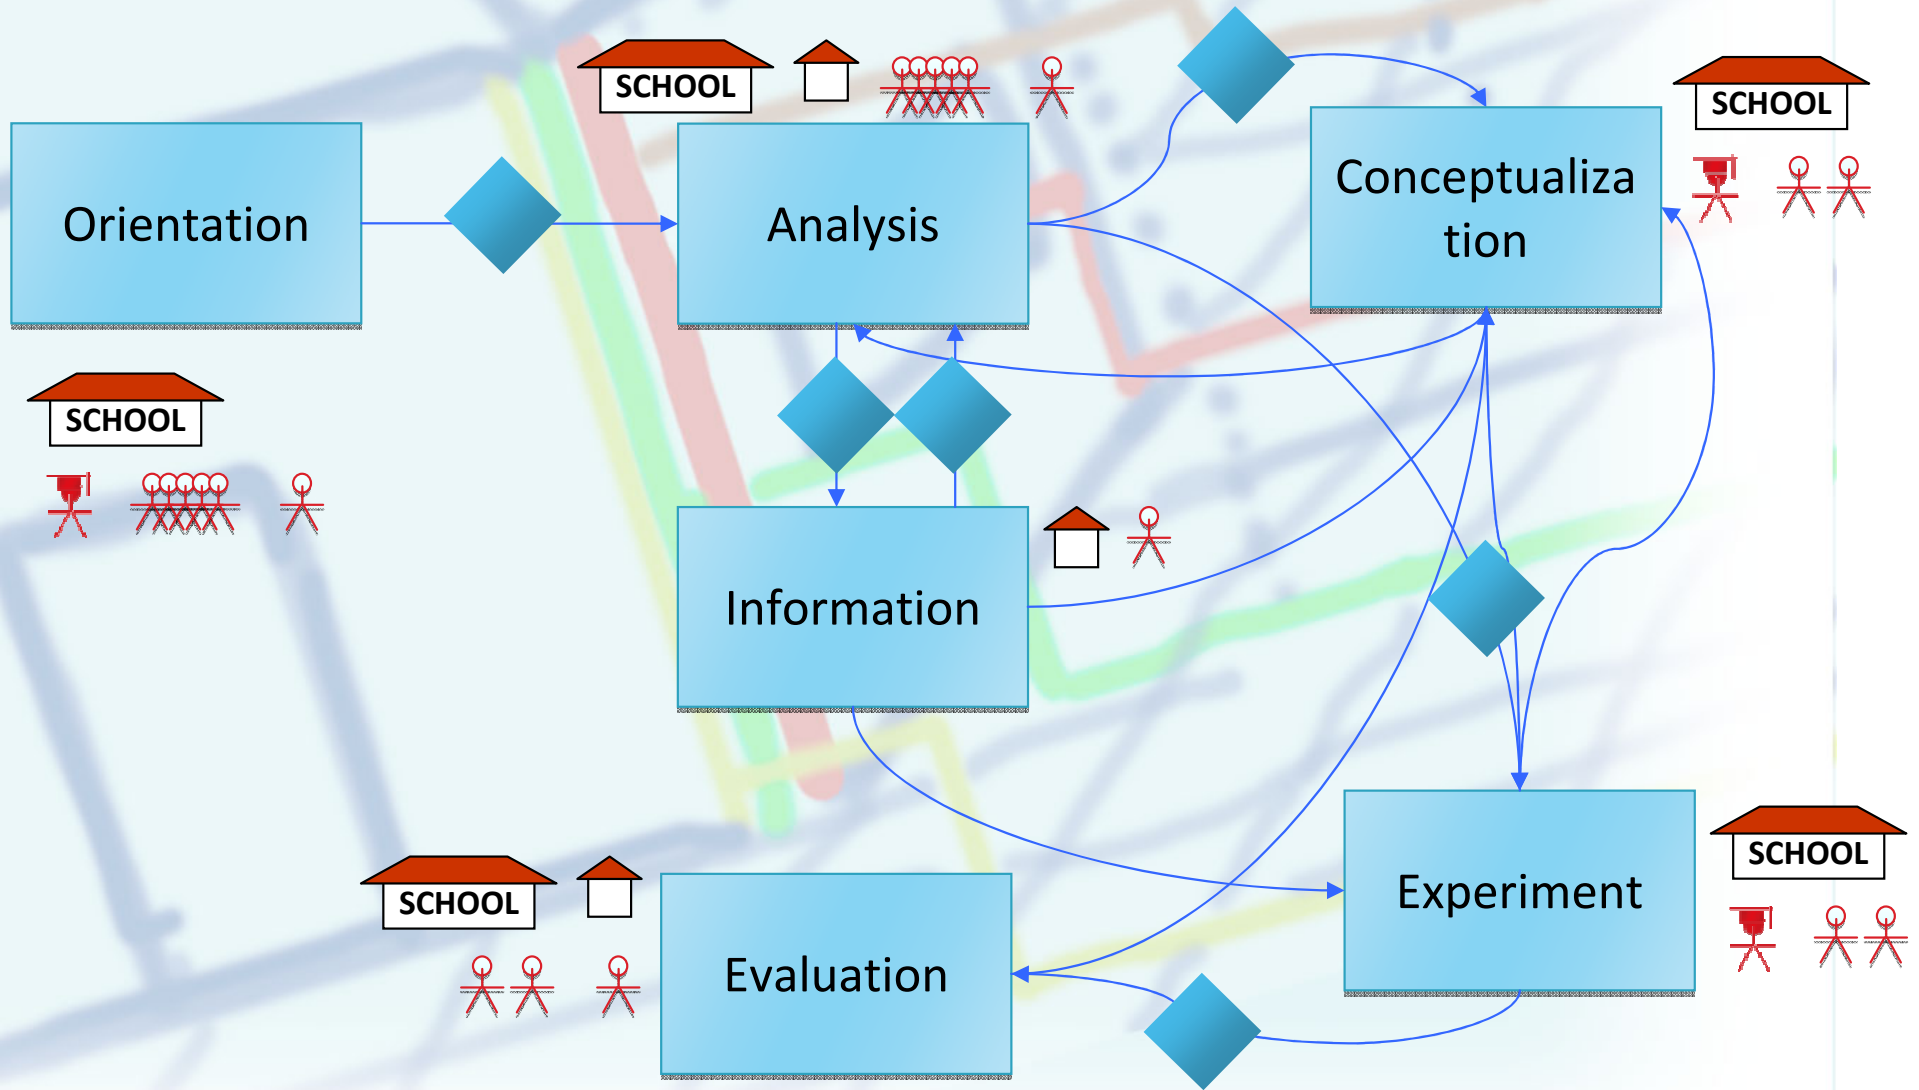 SCHOOL
SCHOOL
Orientation
Analysis
Conceptualiza
tion
SCHOOL
Information
SCHOOL
SCHOOL
Evaluation
Experiment